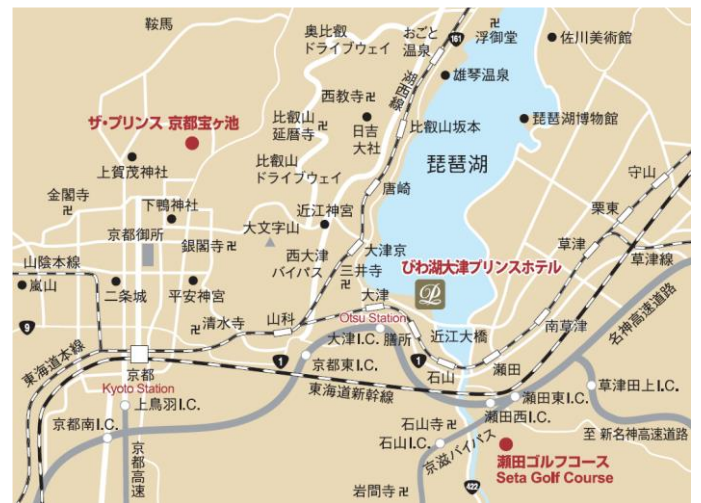 鞍馬
奥比叡
ドライブウェイ
おごと
温泉
161
浮御堂
佐川美術館
雄琴温泉
湖西線
西教寺
比叡山
延暦寺
日吉
大社
比叡山坂本
琵琶湖博物館
ザ・プリンス 京都宝ヶ池
上賀茂神社
比叡山
ドライブウェイ
琵琶湖
守山
金閣寺
下鴨神社
唐崎
栗東
京都御所
大文字山
近江神宮
銀閣寺
草津
草津線
山陰本線
西大津
バイパス
大津京
三井寺
びわ湖大津プリンスホテル
嵐山
二条城
平安神宮
大津
P
名神高速道路
清水寺
山科
Otsu Station
近江大橋
南草津
9
大津I.C.
膳所
東海道本線
1
京都東I.C.
1
石山
瀬田
京都
Kyoto Station
東海道新幹線
草津田上I.C.
瀬田東I.C.
上鳥羽I.C.
瀬田西I.C.
京都南I.C.
石山寺
石山I.C.
京滋バイパス
至 新名神高速道路
京都高速
瀬田ゴルフコース
Seta Golf Course
岩間寺
422